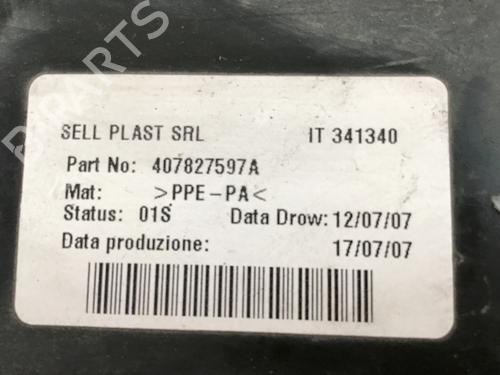 B-PARTS
SELL PLAST SRL IT 341340
Part No: 407827597A
Mat: >PPE-PA<
Status: 01S Data Drow: 12/07/07
Data produzione: 17/07/07